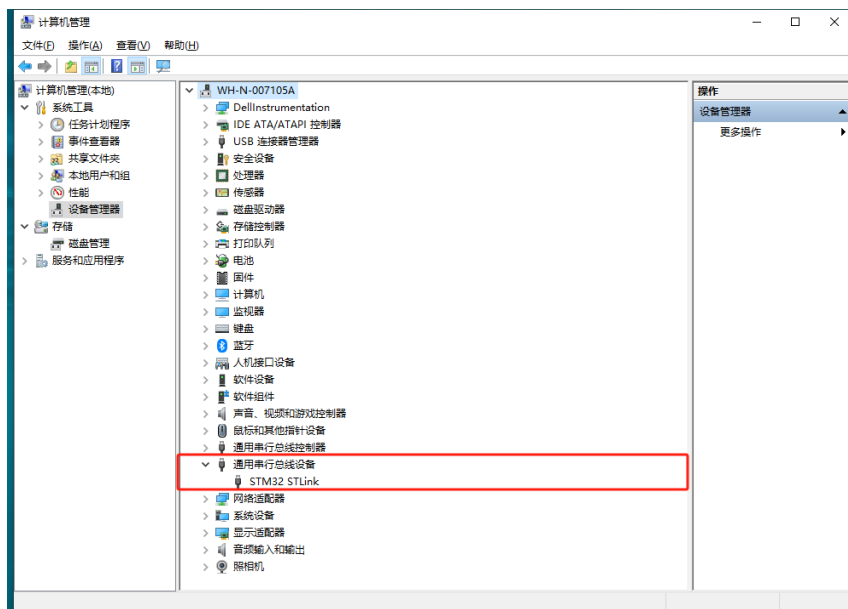 计算机管理
文件(F) 操作(A) 查看(V) 帮助(H)
计算机管理(本地)
系统工具
任务计划程序
事件查看器
共享文件夹
本地用户和组
性能
设备管理器
存储
磁盘管理
服务和应用程序
WH-N-007105A
DellInstrumentation
IDE ATA/ATAPI 控制器
USB 连接器管理器
安全设备
处理器
传感器
磁盘驱动器
存储控制器
打印队列
电池
固件
计算机
监视器
键盘
蓝牙
人机接口设备
软件设备
软件组件
声音、视频和游戏控制器
鼠标和其他指针设备
通用串行总线控制器
通用串行总线设备
STM32 STLink
网络适配器
系统设备
显示适配器
音频输入和输出
照相机
操作
设备管理器
更多操作